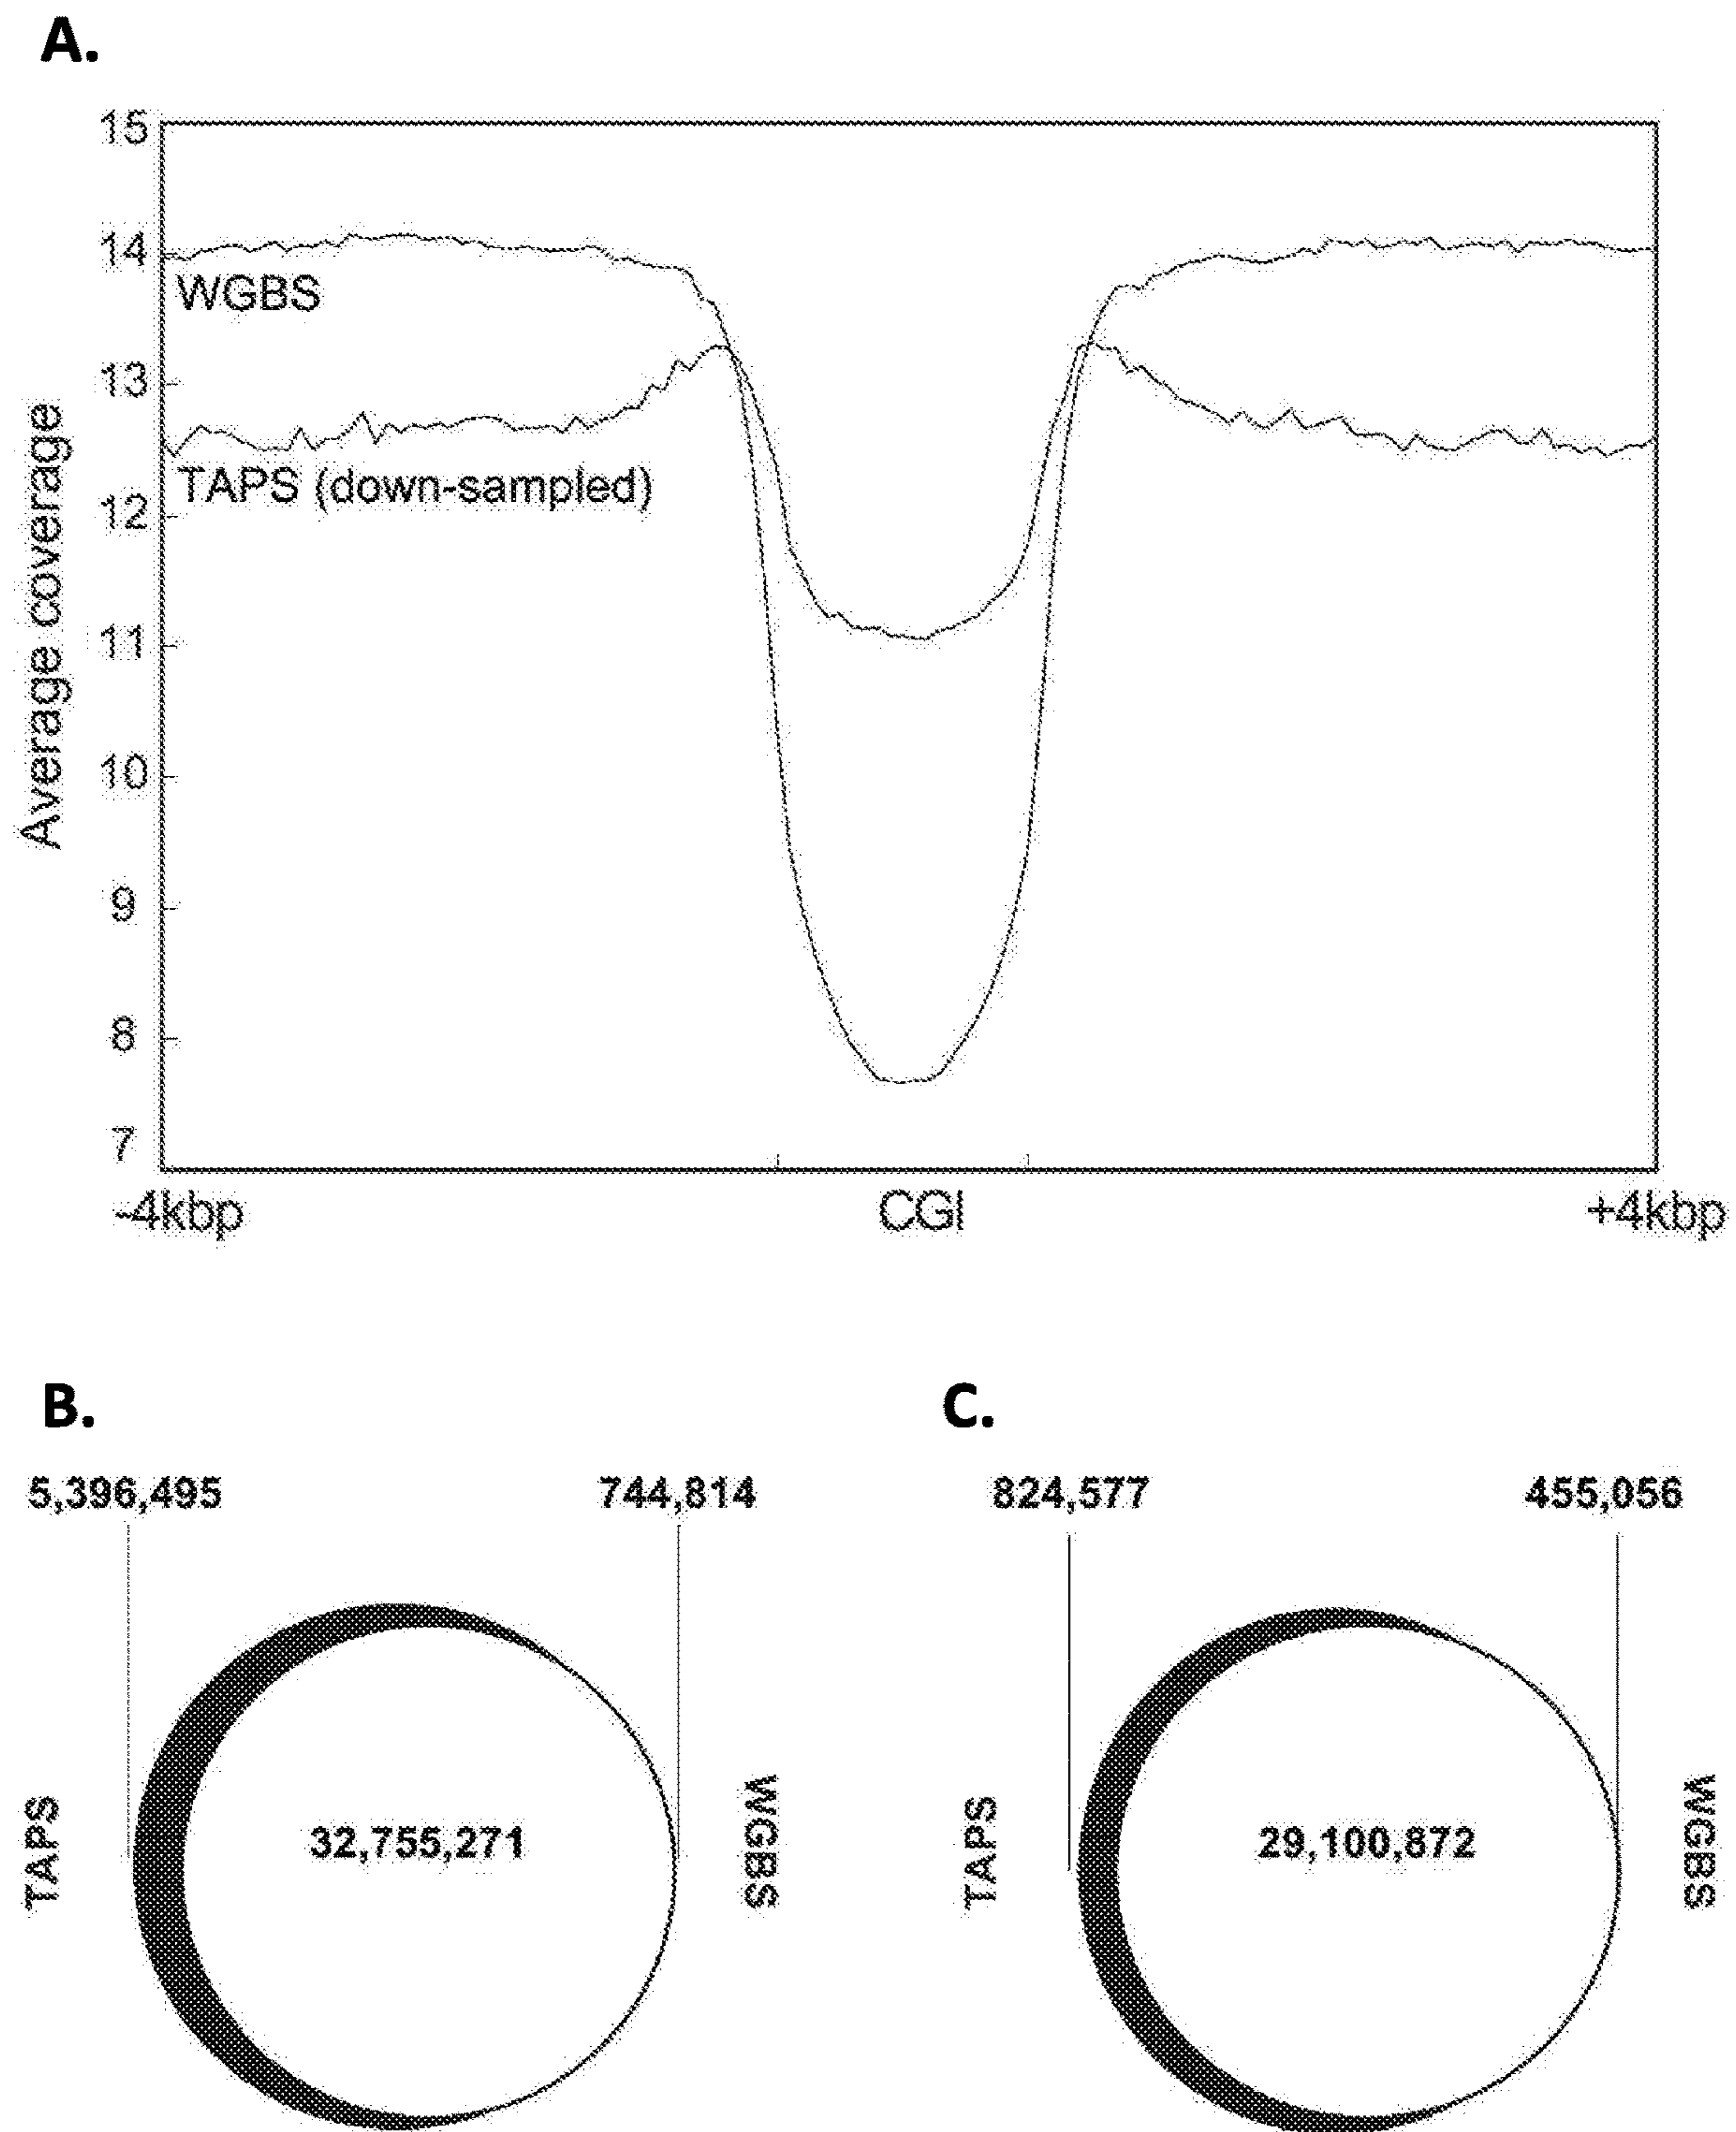 A.
15
14
WGBS
13
TAPS (down-sampled)
12
11
10
9
8
7
Average coverage
-4kbp
CGI
+4kbp
B.
5,396,495
744,814
TAPS
32,755,271
WGBS
C.
824,577
455,056
TAPS
29,100,872
WGBS